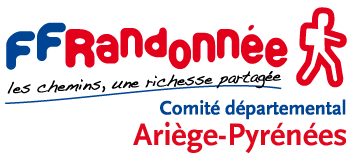 FFRandonnée
les chemins, une richesse partagée
Comité départemental
Ariège-Pyrénées